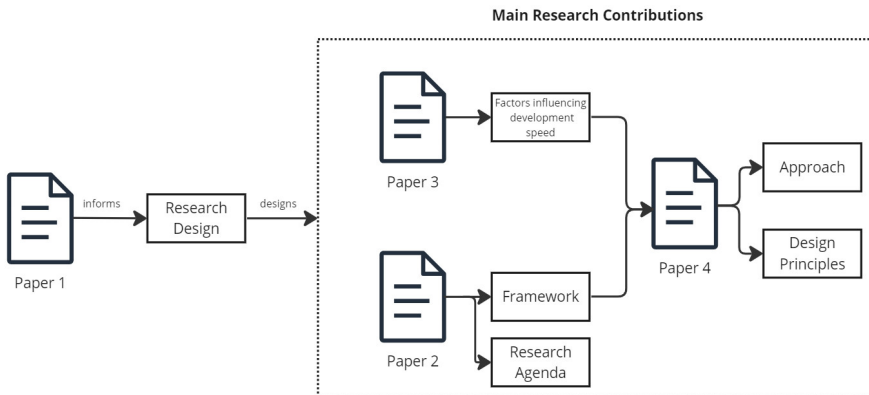 Main Research Contributions
Factors influencing
development
speed
Paper 3
Approach
informs
Research
Design
designs
Paper 1
Paper 4
Design
Principles
Framework
Paper 2
Research
Agenda